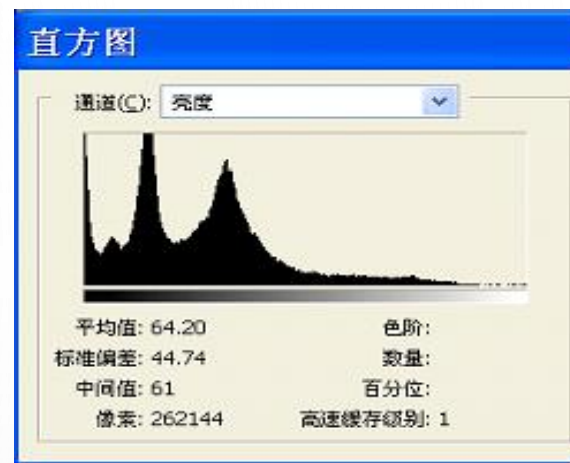 直方图
通道(C): 亮度
平均值: 64.20 色阶:
标准偏差: 44.74 数量:
中间值: 61 百分位:
像素: 262144 高速缓存级别: 1